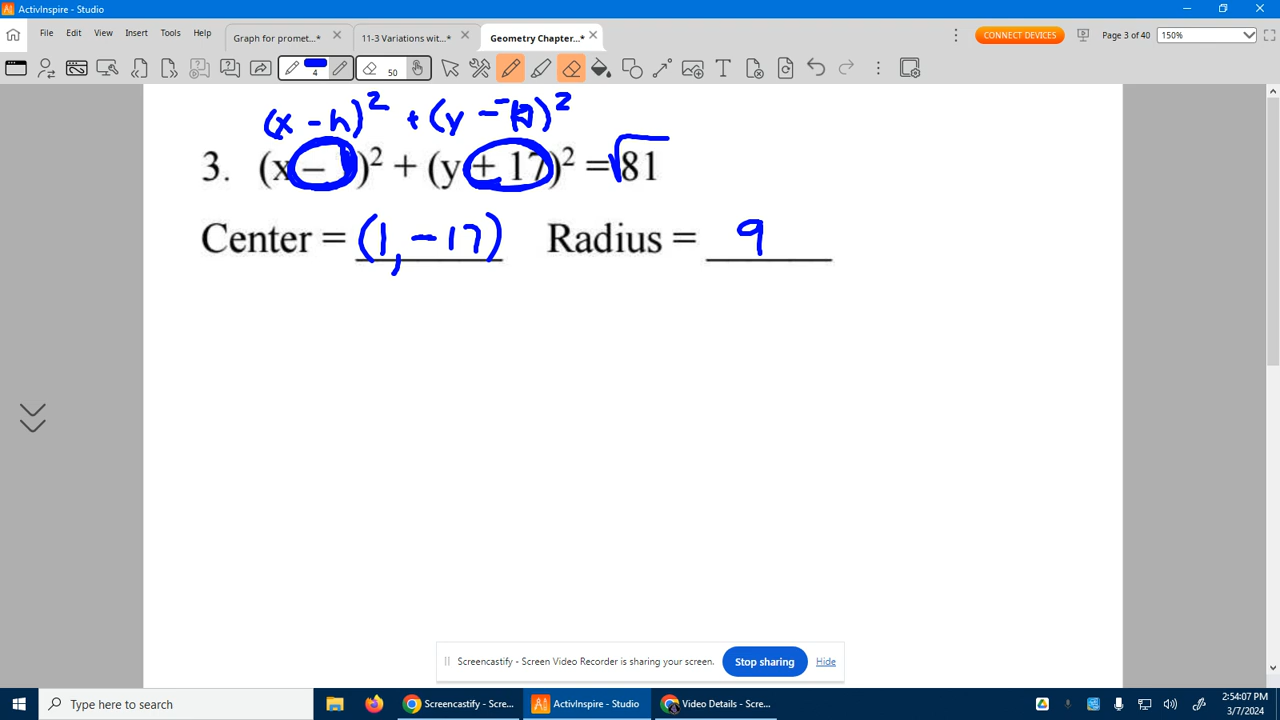 ActivInspire - Studio
File Edit View Insert Tools Help
Graph for promet...* 11-3 Variations wit...* Geometry Chapter...*
CONNECT DEVICES Page 3 of 40 150%
4 50
(x - h)² + (y -
3. (x - )² + (y + 17)² = √81
Center = (1, -17) Radius = 9
Screencastify - Screen Video Recorder is sharing your screen. Stop sharing Hide
Type here to search
Screencastify - Scre... ActivInspire - Studio Video Details - Scre...
2:54:07 PM
3/7/2024